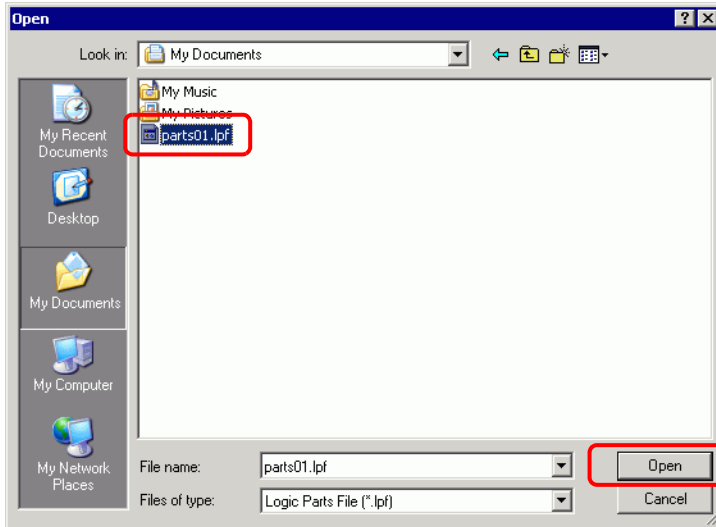 Open
Look in: My Documents
My Music
My Pictures
parts01.lpf
My Recent
Documents
Desktop
My Documents
My Computer
My Network
Places
File name: parts01.lpf
Open
Files of type: Logic Parts File (*.lpf)
Cancel